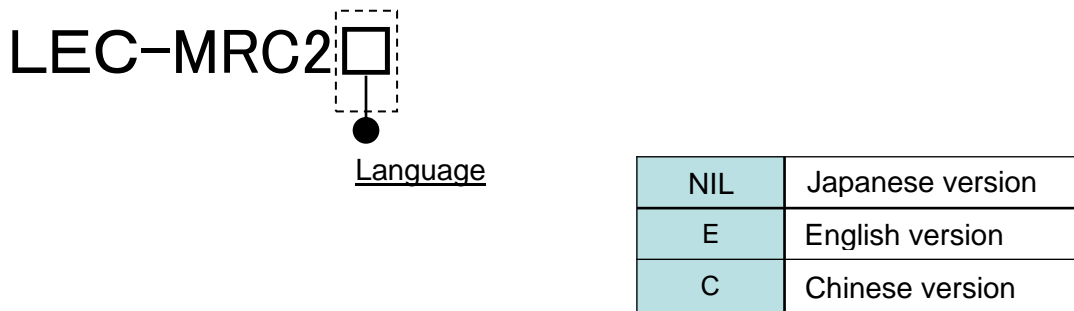 LEC-MRC2□
Language
NIL Japanese version
E English version
C Chinese version